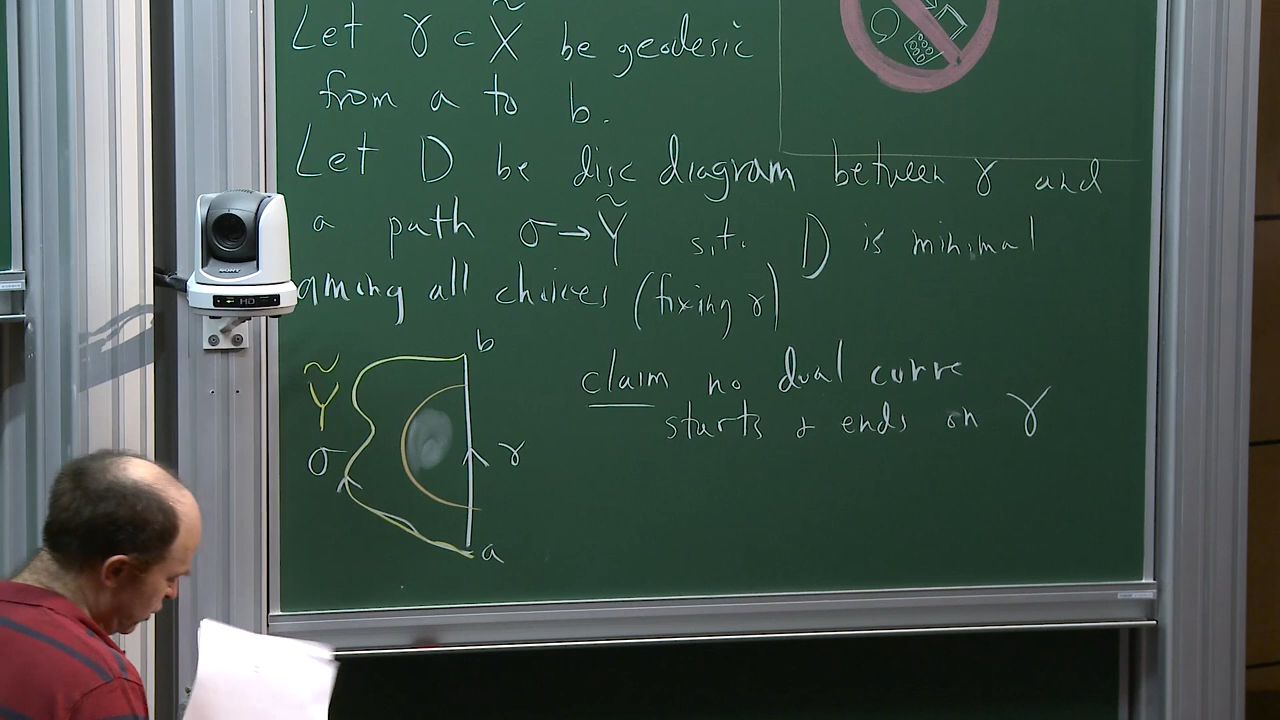 Let γ ⊂ X̃ be geodesic
from a to b.
Let D be disc diagram between γ and
a path σ → Ỹ s.t. D is minimal
among all choices (fixing γ)
claim no dual curve
starts & ends on γ
Ỹ
σ
b
γ
a
SONY
HD